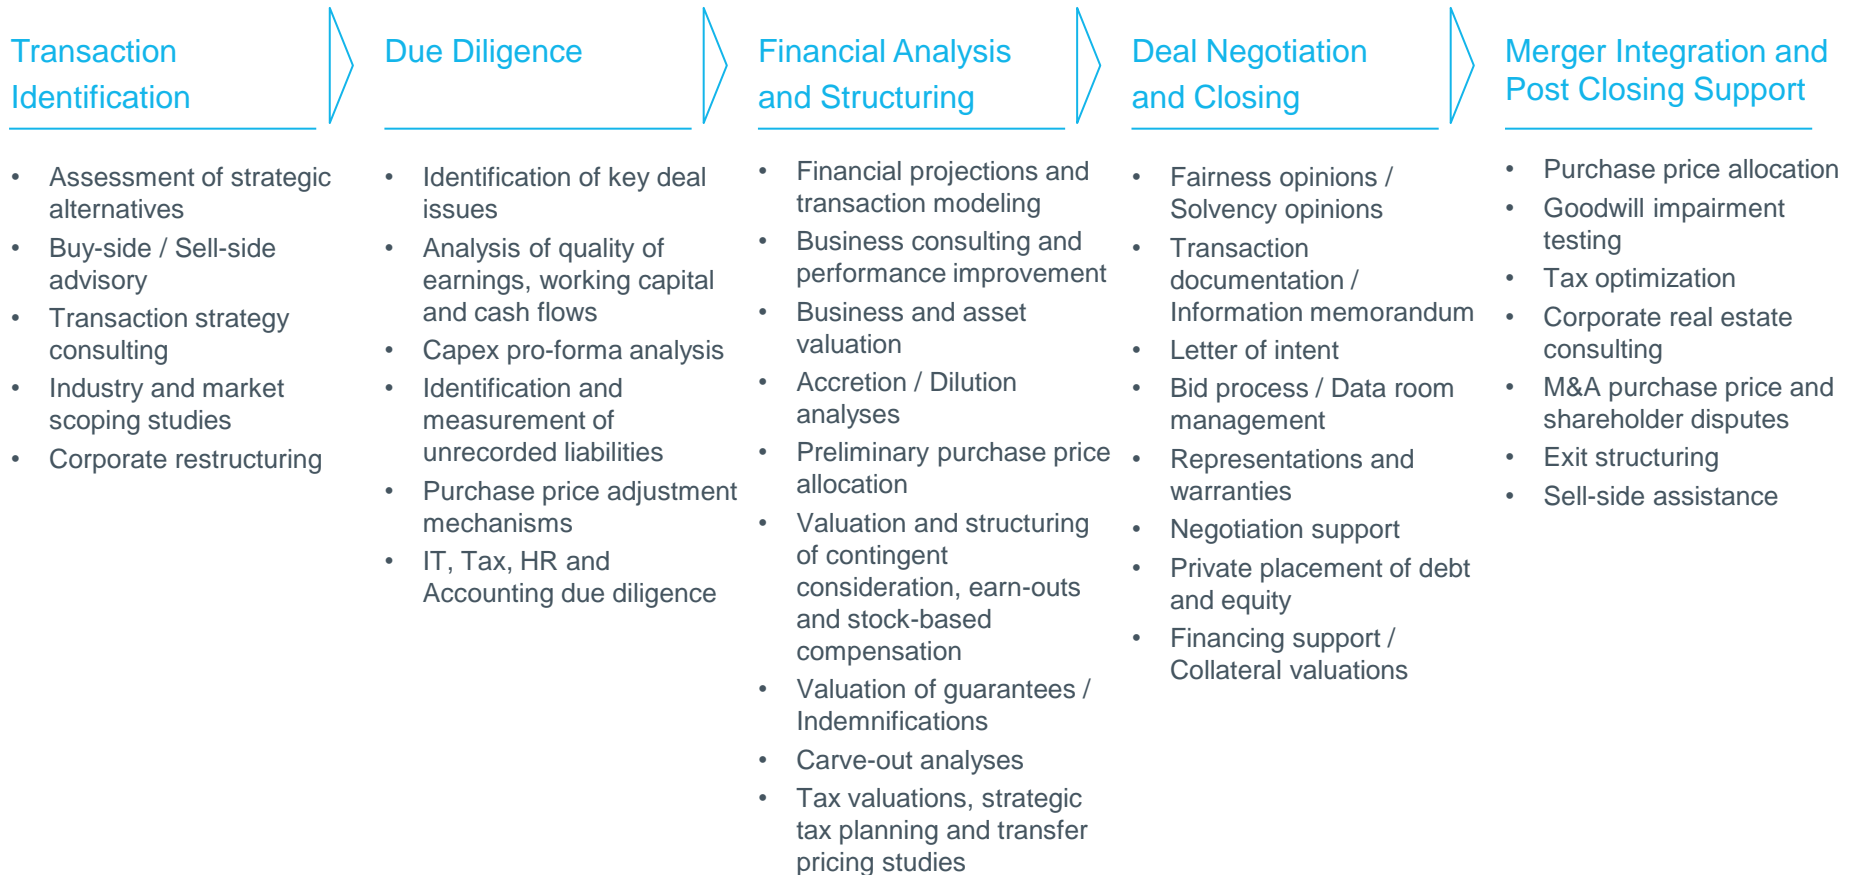 Transaction
Identification
• Assessment of strategic
alternatives
• Buy-side / Sell-side
advisory
• Transaction strategy
consulting
• Industry and market
scoping studies
• Corporate restructuring
Due Diligence
• Identification of key deal
issues
• Analysis of quality of
earnings, working capital
and cash flows
• Capex pro-forma analysis
• Identification and
measurement of
unrecorded liabilities
• Purchase price adjustment
mechanisms
• IT, Tax, HR and
Accounting due diligence
Financial Analysis
and Structuring
• Financial projections and
transaction modeling
• Business consulting and
performance improvement
• Business and asset
valuation
• Accretion / Dilution
analyses
• Preliminary purchase price
allocation
• Valuation and structuring
of contingent
consideration, earn-outs
and stock-based
compensation
• Valuation of guarantees /
Indemnifications
• Carve-out analyses
• Tax valuations, strategic
tax planning and transfer
pricing studies
Deal Negotiation
and Closing
• Fairness opinions /
Solvency opinions
• Transaction
documentation /
Information memorandum
• Letter of intent
• Bid process / Data room
management
• Representations and
warranties
• Negotiation support
• Private placement of debt
and equity
• Financing support /
Collateral valuations
Merger Integration and
Post Closing Support
• Purchase price allocation
• Goodwill impairment
testing
• Tax optimization
• Corporate real estate
consulting
• M&A purchase price and
shareholder disputes
• Exit structuring
• Sell-side assistance